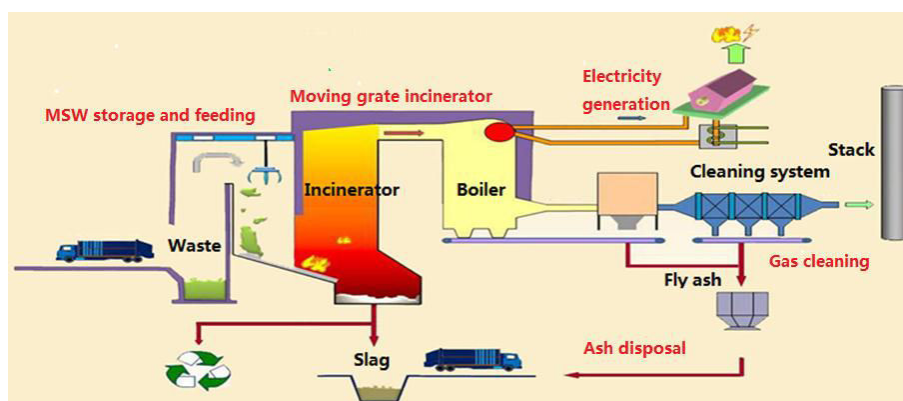 Electricity
generation
Moving grate incinerator
MSW storage and feeding
Stack
Cleaning system
Incinerator
Boiler
Waste
Gas cleaning
Fly ash
Slag
Ash disposal